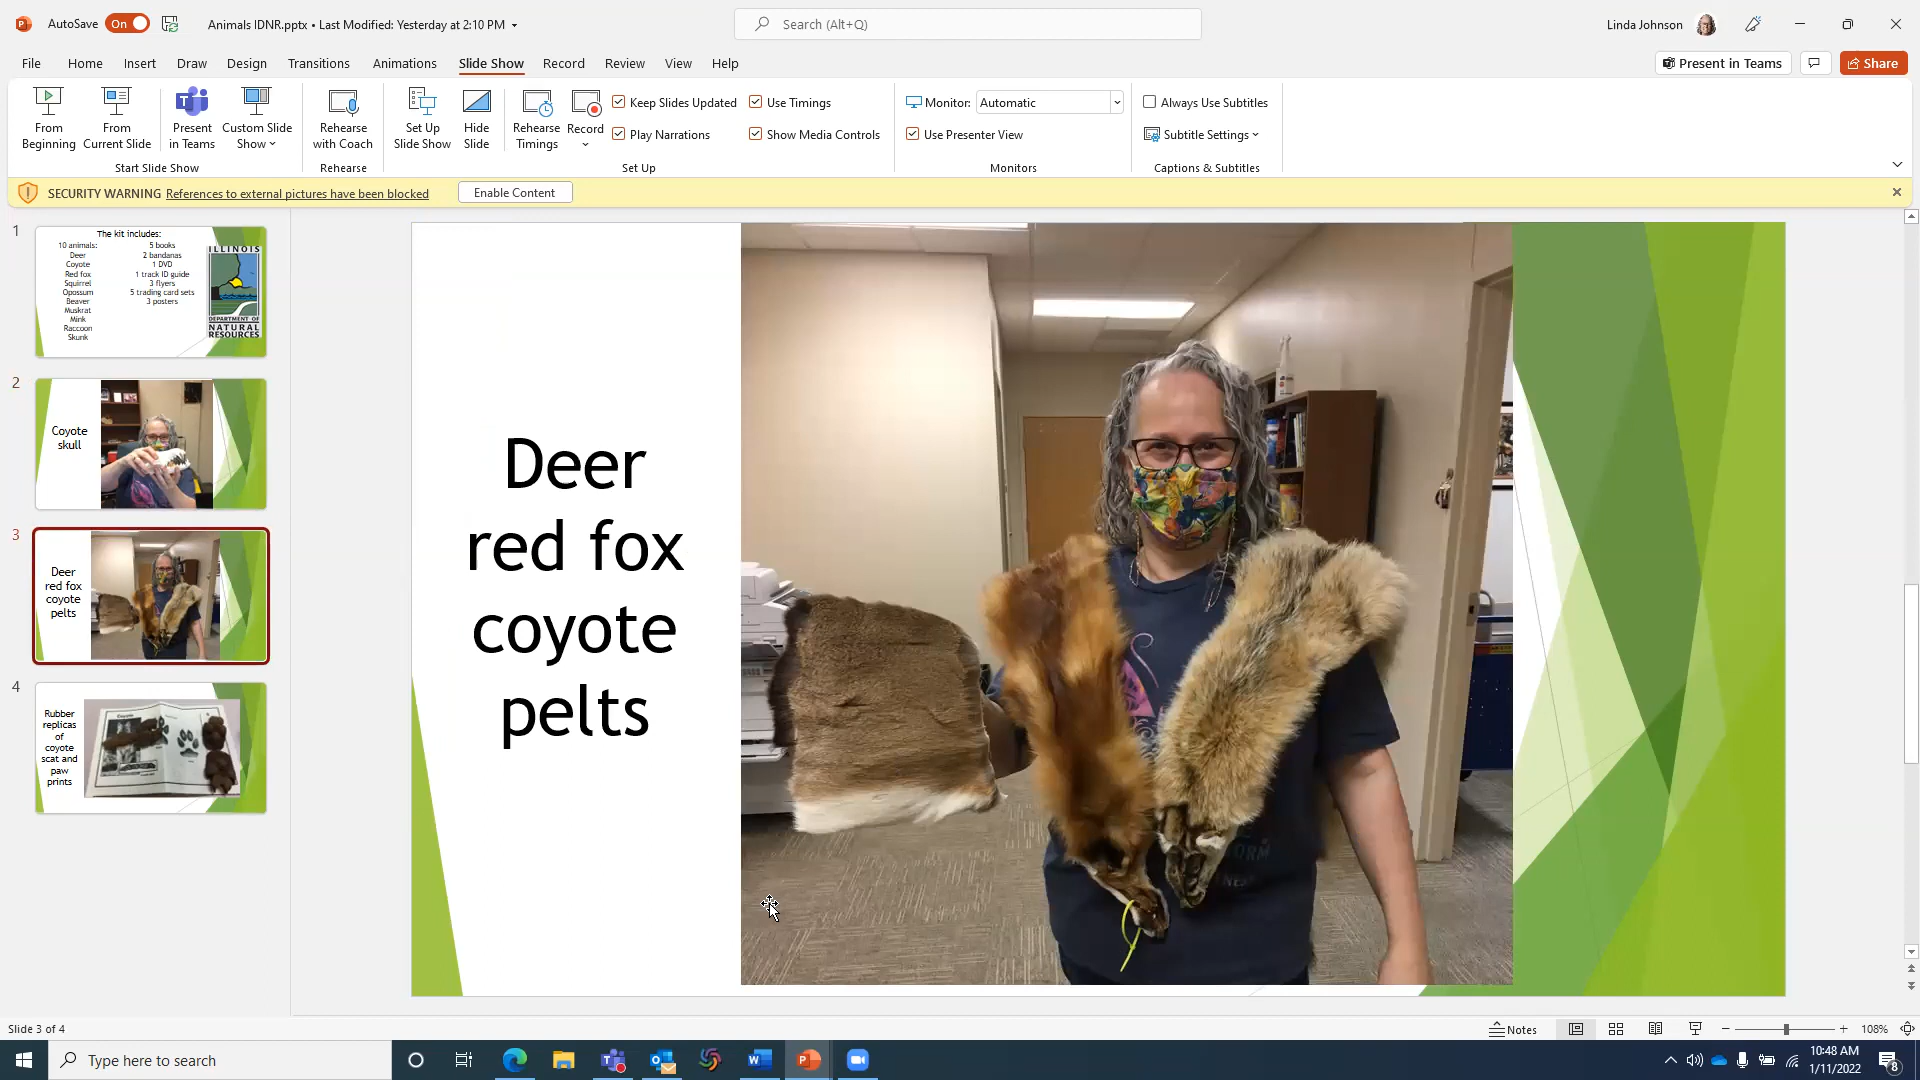 AutoSave On Animals IDNR.pptx • Last Modified: Yesterday at 2:10 PM Search (Alt+Q) Linda Johnson
File Home Insert Draw Design Transitions Animations Slide Show Record Review View Help Present in Teams Share
From Beginning
From Current Slide
Present in Teams
Custom Slide Show
Start Slide Show
Rehearse with Coach
Rehearse
Set Up Slide Show
Hide Slide
Rehearse Timings
Record
Keep Slides Updated
Play Narrations
Use Timings
Show Media Controls
Set Up
Monitor: Automatic
Use Presenter View
Monitors
Always Use Subtitles
Subtitle Settings
Captions & Subtitles
SECURITY WARNING References to external pictures have been blocked Enable Content
1
The kit includes:
10 animals:
Deer
Coyote
Red fox
Squirrel
Opossum
Beaver
Muskrat
Mink
Raccoon
Skunk
5 books
2 bandanas
1 DVD
1 track ID guide
3 flyers
5 trading card sets
3 posters
ILLINOIS
DEPARTMENT OF
NATURAL
RESOURCES
2
Coyote
skull
3
Deer
red fox
coyote
pelts
4
Rubber
replicas
of
coyote
scat and
paw
prints
Deer
red fox
coyote
pelts
Slide 3 of 4 Notes 108%
Type here to search
10:48 AM
1/11/2022
8